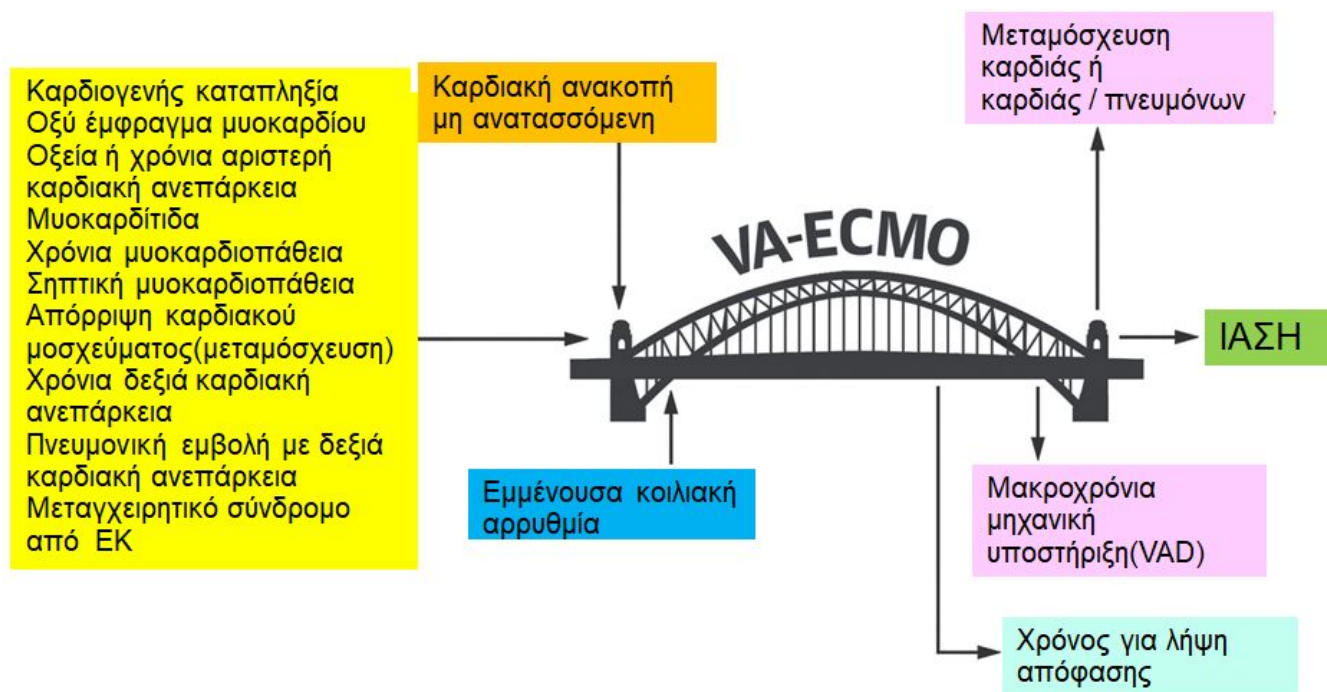 Καρδιογενής καταπληξία
Οξύ έμφραγμα μυοκαρδίου
Οξεία ή χρόνια αριστερή
καρδιακή ανεπάρκεια
Μυοκαρδίτιδα
Χρόνια μυοκαρδιοπάθεια
Σηπτική μυοκαρδιοπάθεια
Απόρριψη καρδιακού
μοσχεύματος(μεταμόσχευση)
Χρόνια δεξιά καρδιακή
ανεπάρκεια
Πνευμονική εμβολή με δεξιά
καρδιακή ανεπάρκεια
Μεταγχειρητικό σύνδρομο
από ΕΚ
Καρδιακή ανακοπή
μη ανατασσόμενη
Εμμένουσα κοιλιακή
αρρυθμία
VA-ECMO
Μεταμόσχευση
καρδιάς ή
καρδιάς / πνευμόνων
ΙΑΣΗ
Μακροχρόνια
μηχανική
υποστήριξη(VAD)
Χρόνος για λήψη
απόφασης